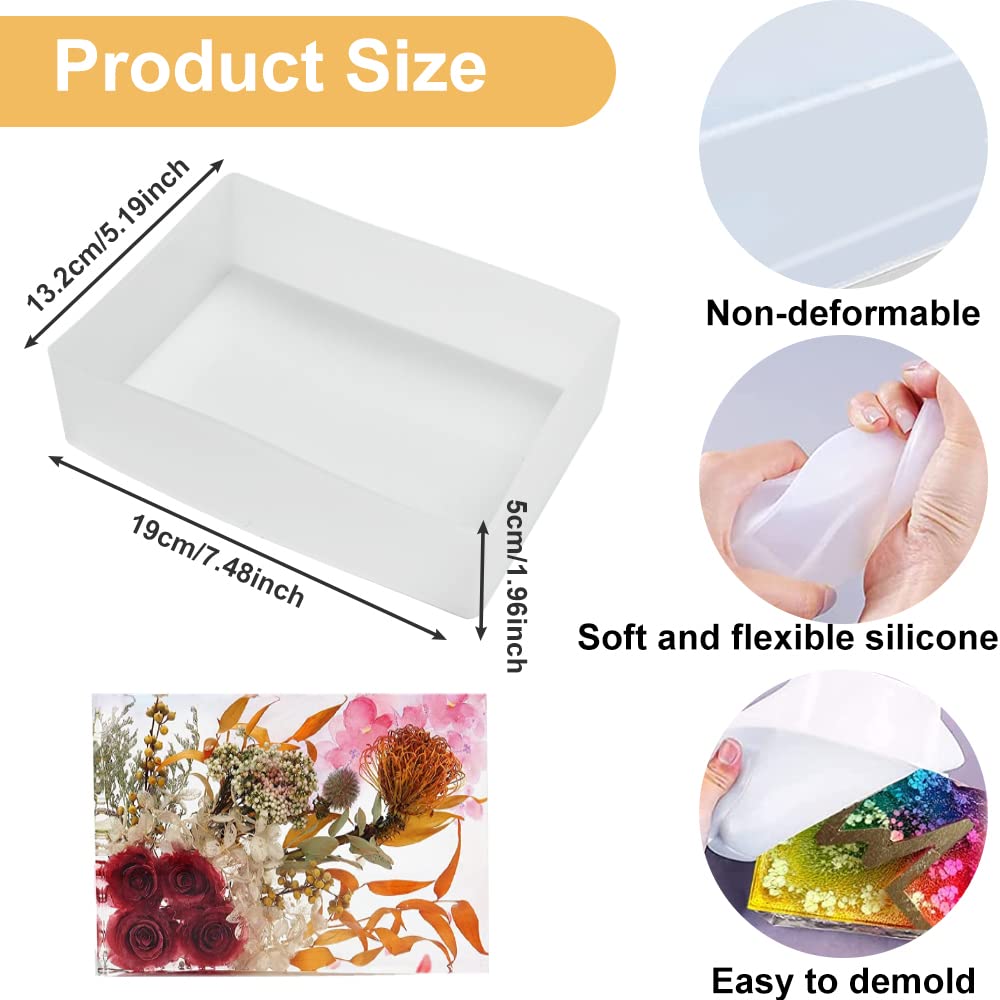 Product Size
13.2cm/5.19inch
19cm/7.48inch
5cm/1.96inch
Non-deformable
Soft and flexible silicone
Easy to demold